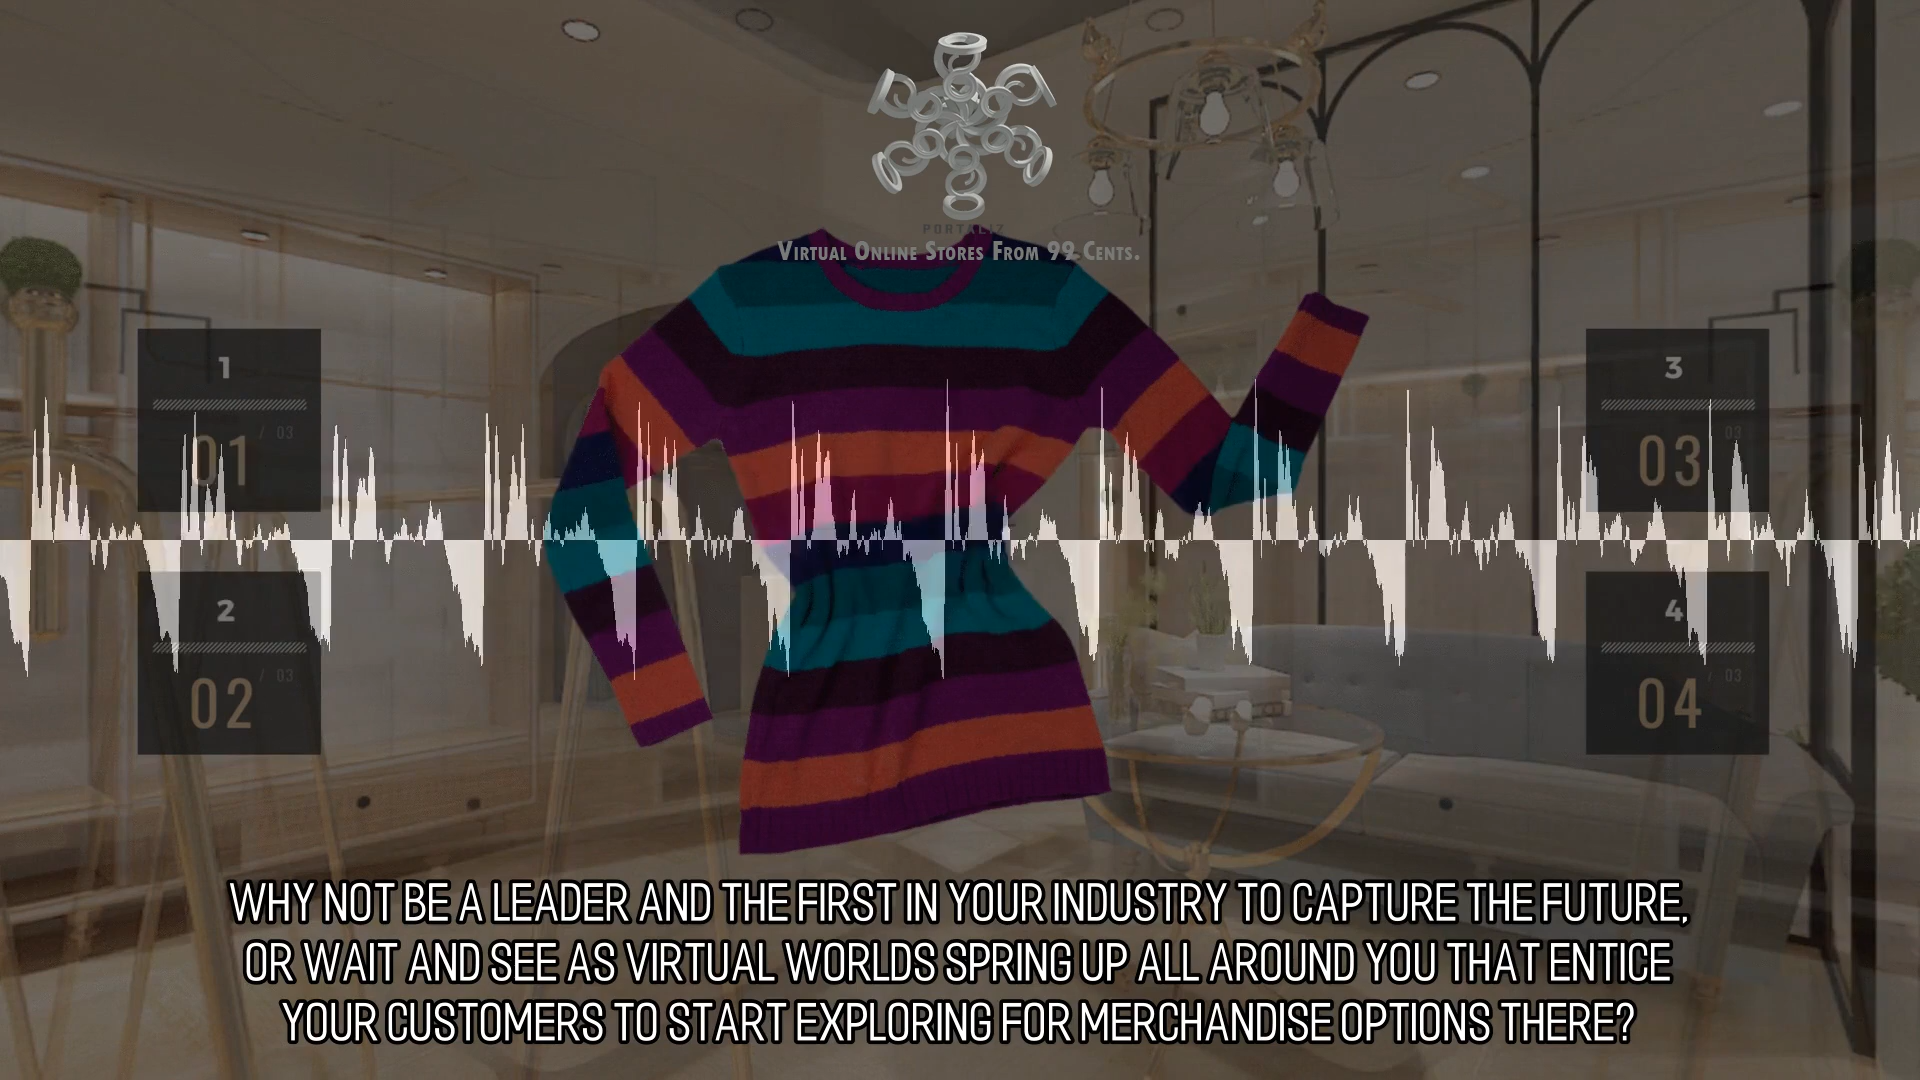 PORTALIZ
Virtual Online Stores From 99 Cents.
1
01 / 03
2
02 / 03
3
03 03
4
04 / 03
WHY NOT BE A LEADER AND THE FIRST IN YOUR INDUSTRY TO CAPTURE THE FUTURE,
OR WAIT AND SEE AS VIRTUAL WORLDS SPRING UP ALL AROUND YOU THAT ENTICE
YOUR CUSTOMERS TO START EXPLORING FOR MERCHANDISE OPTIONS THERE?